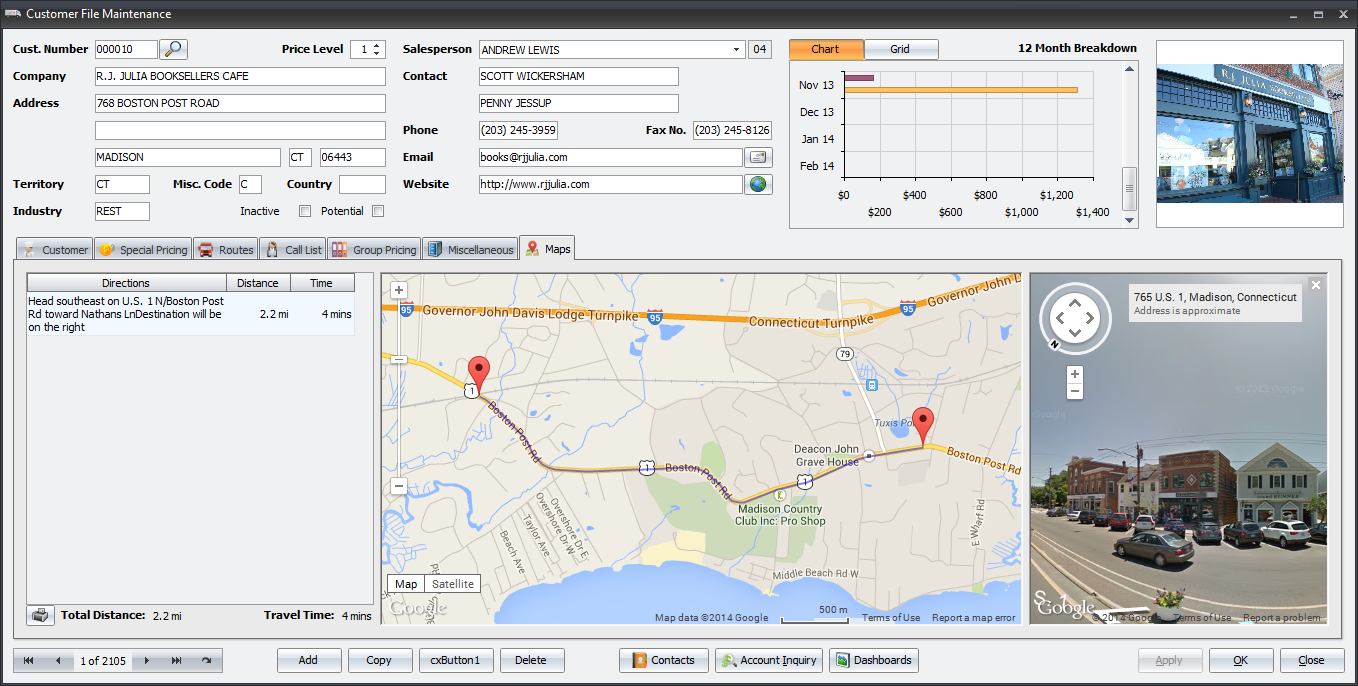 Customer File Maintenance
Cust. Number 000010 Price Level 1 Salesperson ANDREW LEWIS 04
Company R.J. JULIA BOOKSELLERS CAFE Contact SCOTT WICKERSHAM
Address 768 BOSTON POST ROAD PENNY JESSUP
Phone (203) 245-3959 Fax No. (203) 245-8126
MADISON CT 06443 Email books@rjjulia.com
Territory CT Misc. Code C Country Website http://www.rjjulia.com
Industry REST Inactive Potential
Chart Grid 12 Month Breakdown
Nov 13
Dec 13
Jan 14
Feb 14
$0 $400 $800 $1,200
$200 $600 $1,000 $1,400
R.J. JULIA BOOKSELLERS
Customer Special Pricing Routes Call List Group Pricing Miscellaneous Maps
Directions Distance Time
Head southeast on U.S. 1 N/Boston Post
Rd toward Nathans LnDestination will be 2.2 mi 4 mins
on the right
Total Distance: 2.2 mi Travel Time: 4 mins
+
95
Governor John Davis Lodge Turnpike
95
Connecticut Turnpike
95
Governor John L
79
1
Boston Post Rd
Tuxis Po
Deacon John
Grave House
Boston Post Rd
1
Boston Post Rd
1
Madison Country
Club Inc: Pro Shop
Overshore Dr E
Overshore Dr W
Taylor Ave
Beach Ave
E Wharf Rd
Middle Beach Rd W
Map Satellite
Google
500 m
Map data ©2014 Google Terms of Use Report a map error
765 U.S. 1, Madison, Connecticut
Address is approximate
N
+
© 2013 Google
Google
Google
© 2014 Google Terms of Use Report a problem
1 of 2105 Add Copy cxButton1 Delete Contacts Account Inquiry Dashboards Apply OK Close